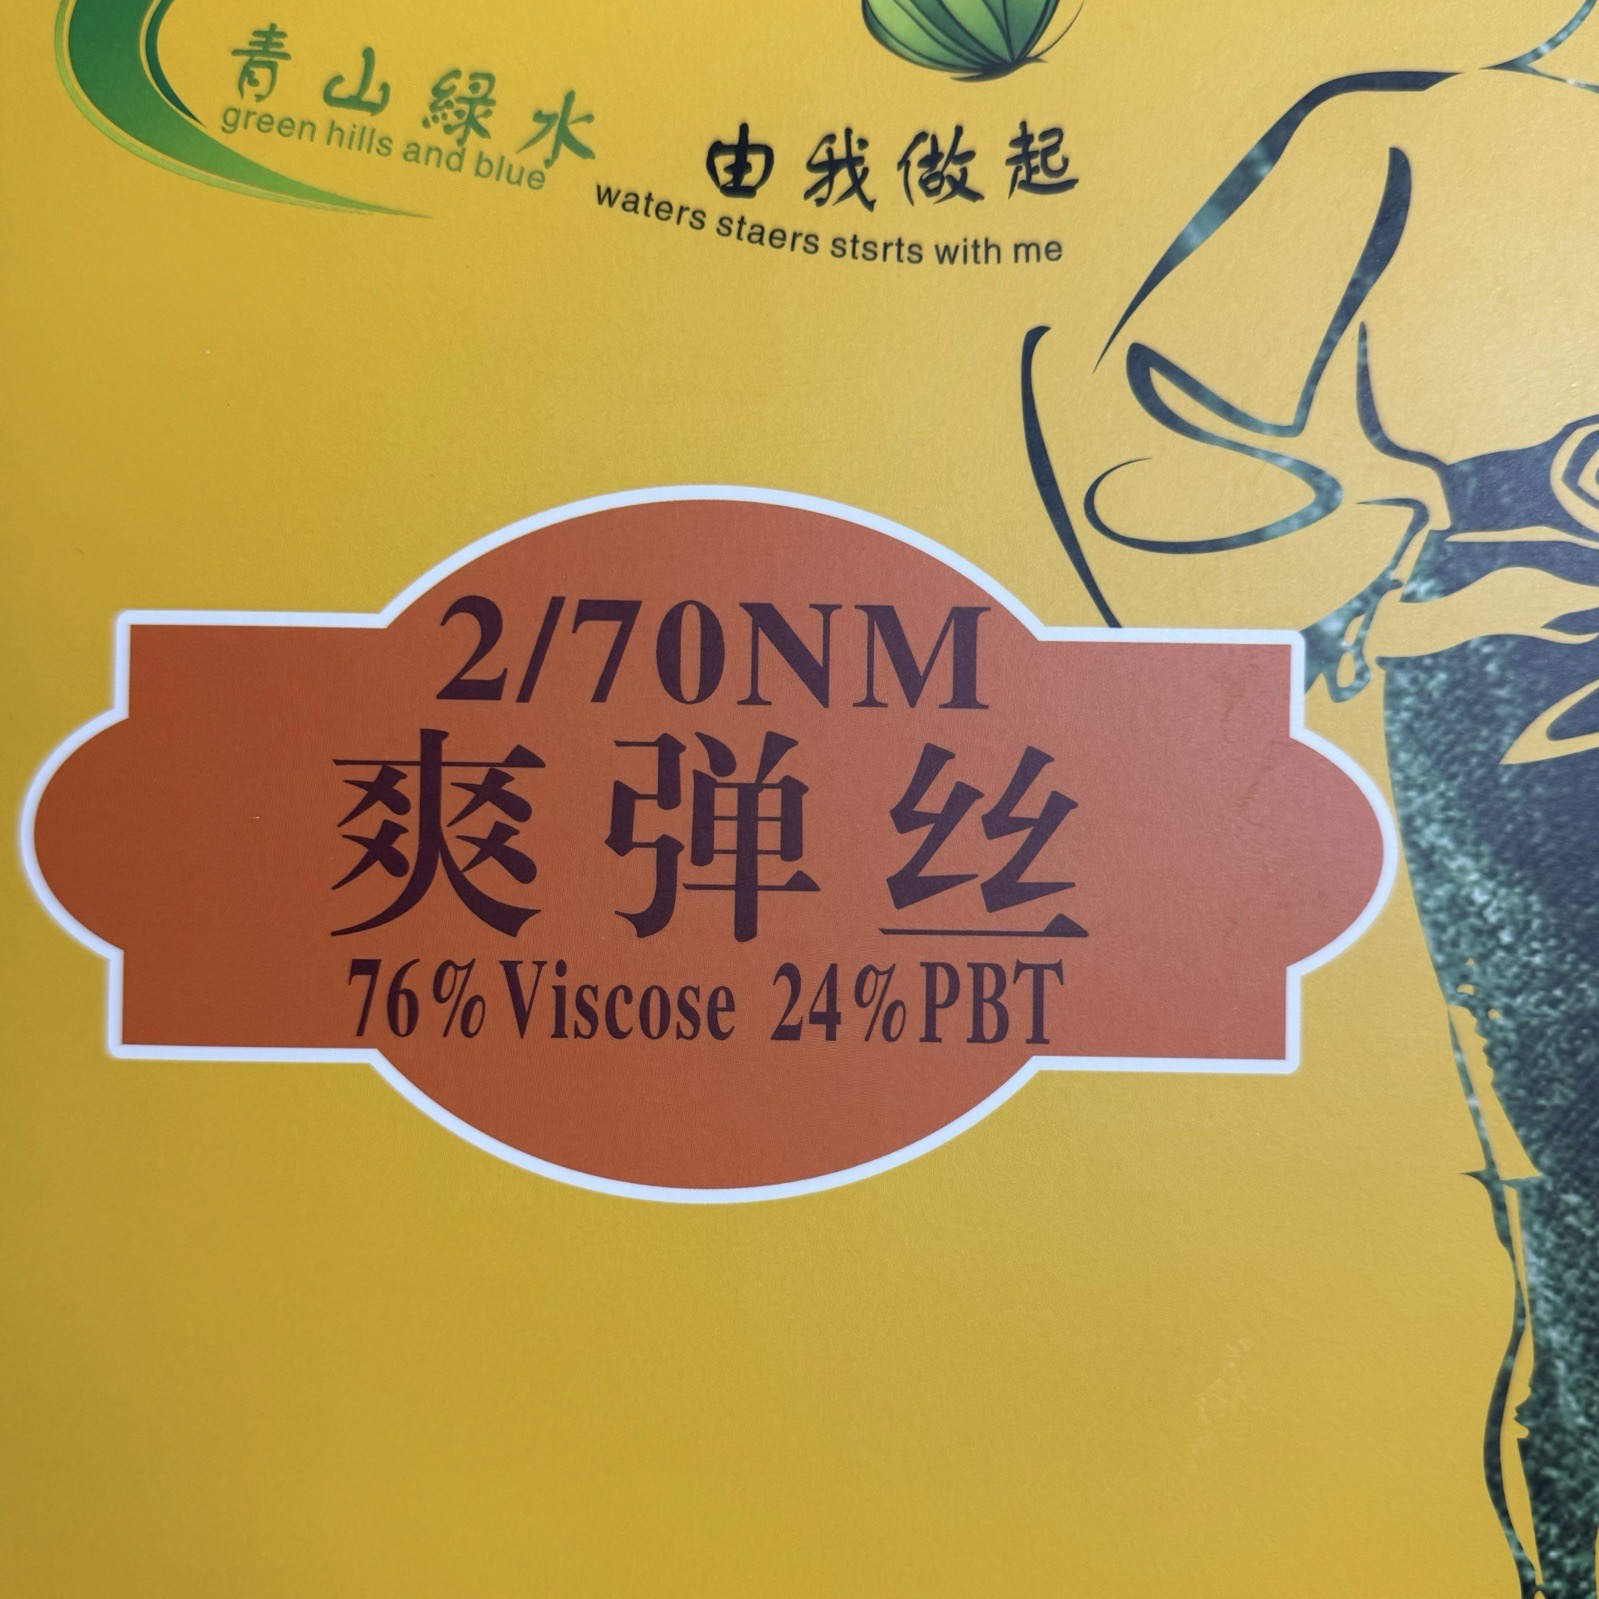 青山緑水
green hills and blue
由我做起
waters staers stsrts with me
2/70NM
爽弹丝
76%Viscose 24%PBT